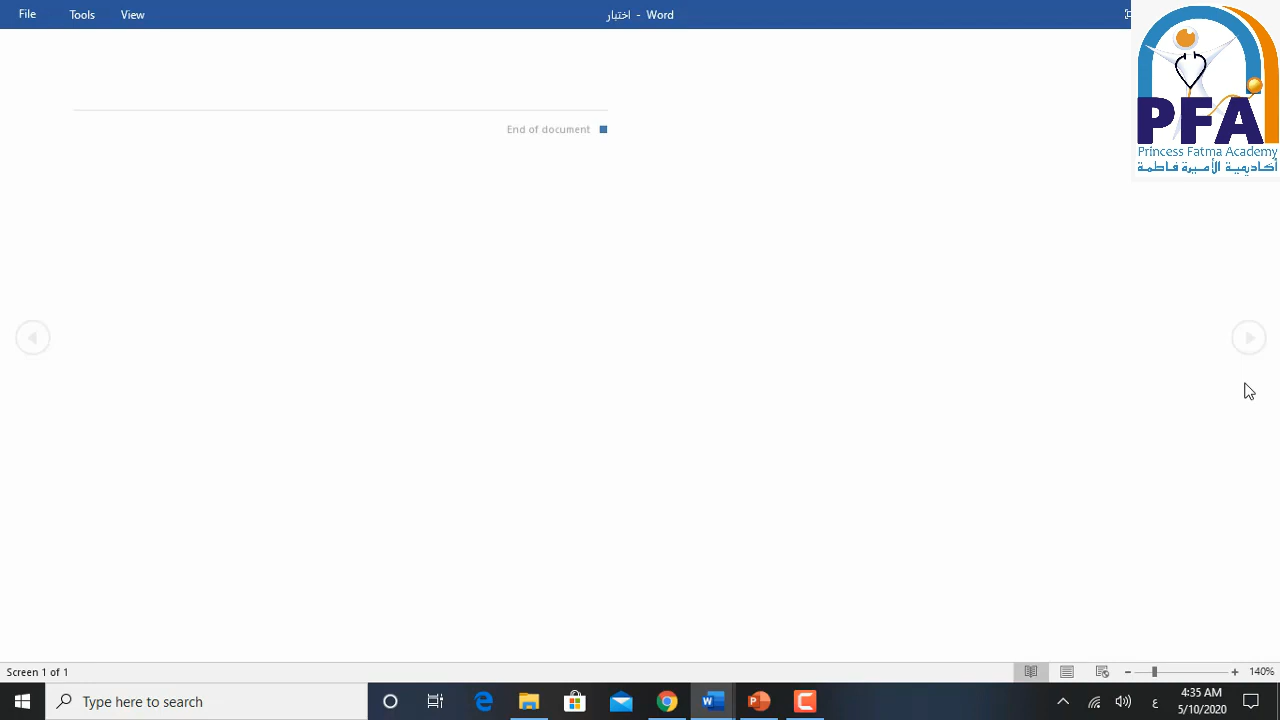 File Tools View اختبار - Word
PFA
Princess Fatma Academy
أكاديمية الأميرة فاطمة
End of document
Screen 1 of 1
140%
Type here to search
ع
4:35 AM
5/10/2020